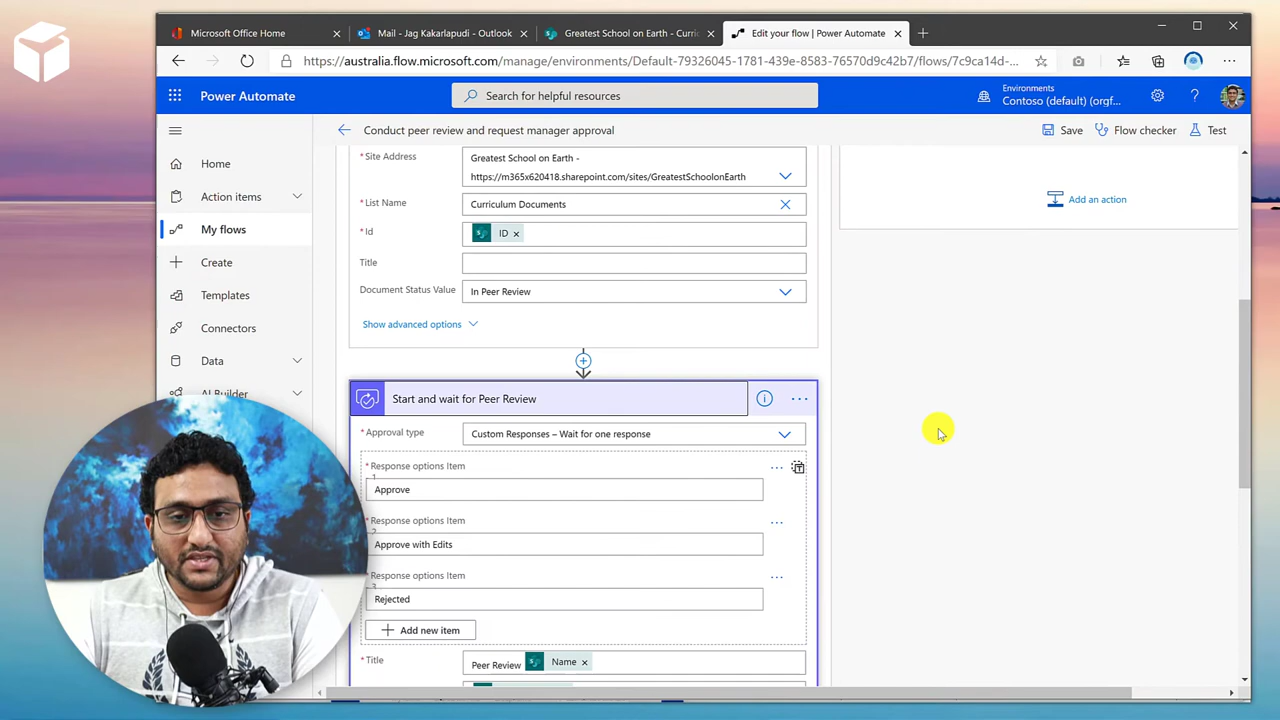 Microsoft Office Home
Mail - Jag Kakarlapudi - Outlook
Greatest School on Earth - Curric
Edit your flow | Power Automate
https://australia.flow.microsoft.com/manage/environments/Default-79326045-1781-439e-8583-76570d9c42b7/flows/7c9ca14d-...
Power Automate
Search for helpful resources
Environments
Contoso (default) (orgf...
Conduct peer review and request manager approval
Save
Flow checker
Test
Home
Action items
My flows
Create
Templates
Connectors
Data
AI Builder
* Site Address
Greatest School on Earth -
https://m365x620418.sharepoint.com/sites/GreatestSchoolonEarth
* List Name
Curriculum Documents
* Id
ID
Title
Document Status Value
In Peer Review
Show advanced options
Add an action
Start and wait for Peer Review
* Approval type
Custom Responses – Wait for one response
* Response options Item
1
Approve
* Response options Item
2
Approve with Edits
* Response options Item
3
Rejected
Add new item
* Title
Peer Review Name